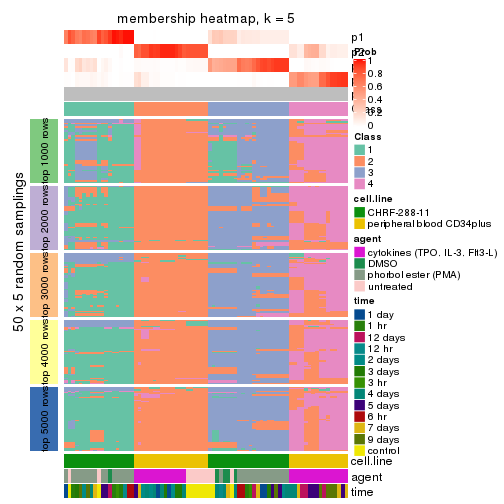 membership heatmap, k = 5
p1
p2
Prob
1
0.8
0.6
0.4
0.2
0
Class
1
2
3
4
cell.line
CHRF-288-11
peripheral blood CD34plus
agent
cytokines (TPO, IL-3, Flt3-L)
DMSO
phorbol ester (PMA)
untreated
time
1 day
1 hr
12 days
12 hr
2 days
3 days
3 hr
4 days
5 days
6 hr
7 days
9 days
control
cell.line
agent
time
50 x 5 random samplings
top 1000 rows
top 2000 rows
top 3000 rows
top 4000 rows
top 5000 rows